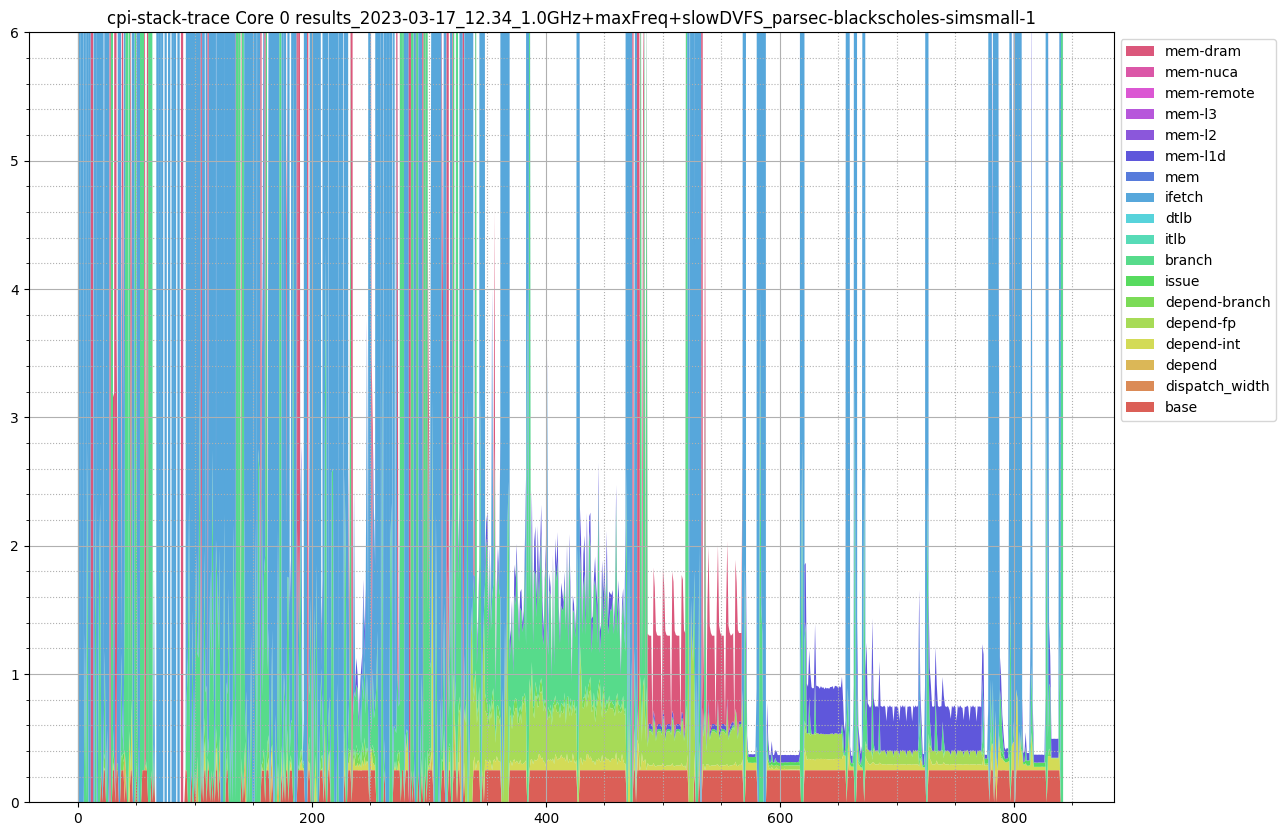 cpi-stack-trace Core 0 results_2023-03-17_12.34_1.0GHz+maxFreq+slowDVFS_parsec-blackscholes-simsmall-1
6
5
4
3
2
1
0
0
200
400
600
800
mem-dram
mem-nuca
mem-remote
mem-l3
mem-l2
mem-l1d
mem
ifetch
dtlb
itlb
branch
issue
depend-branch
depend-fp
depend-int
depend
dispatch_width
base